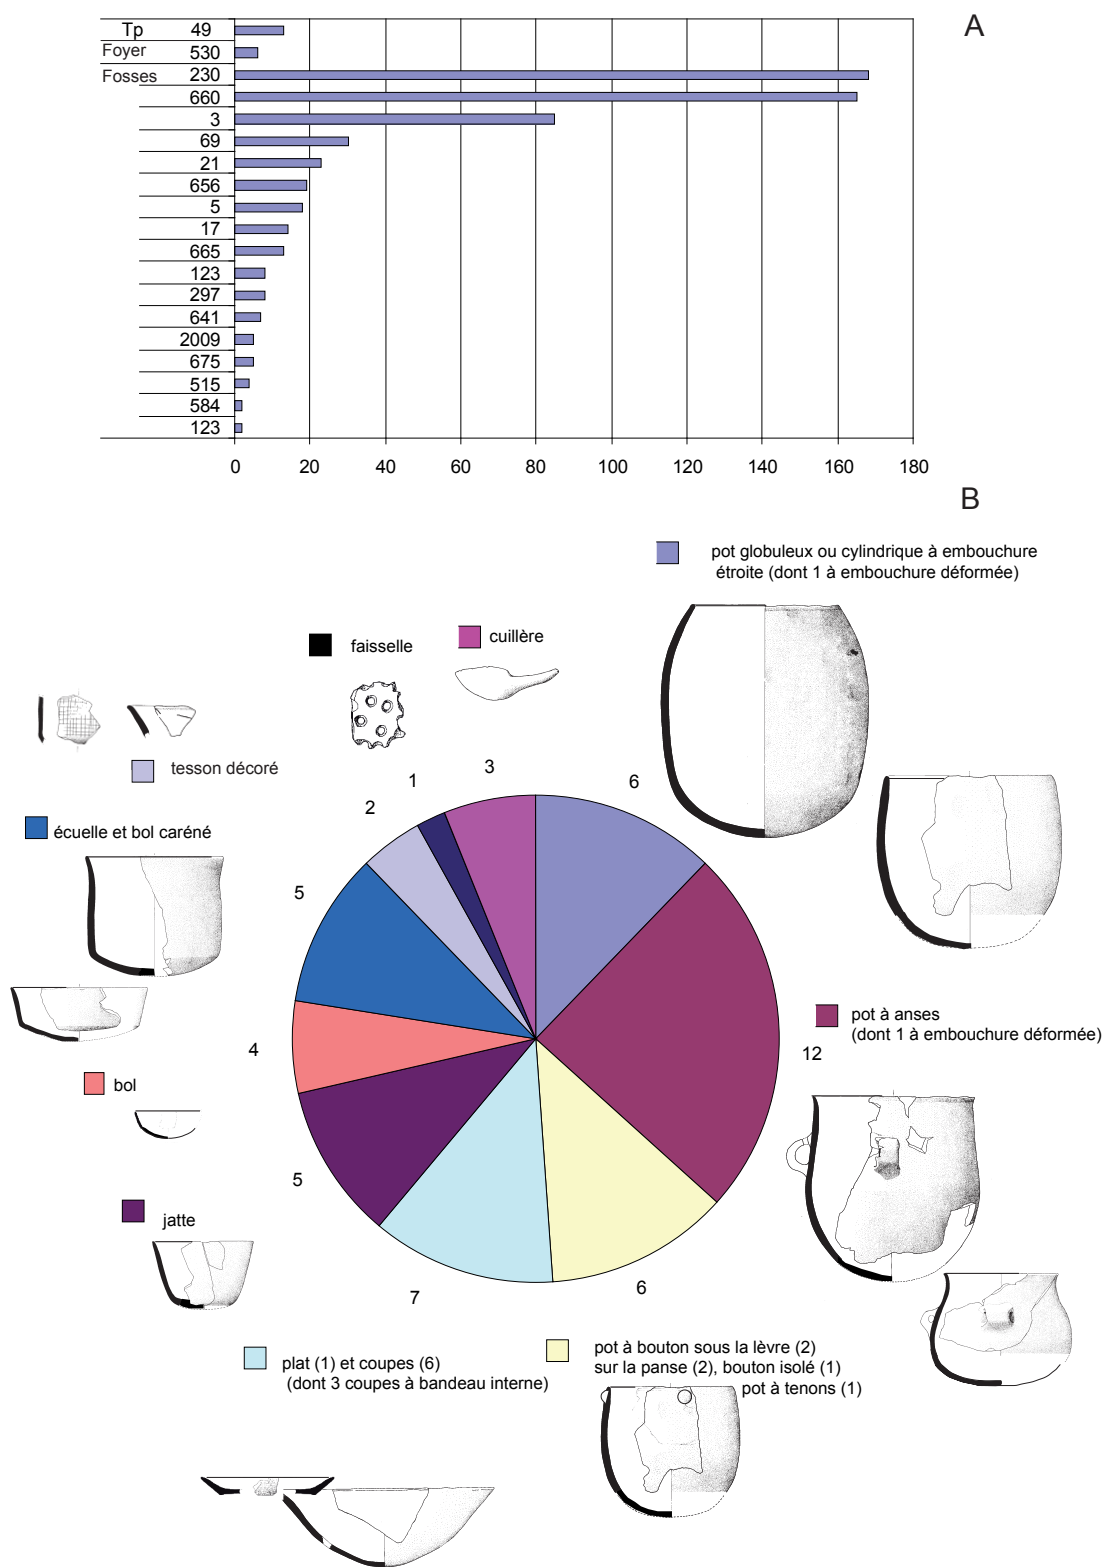 A
Tp 49
Foyer 530
Fosses 230
660
3
69
21
656
5
17
665
123
297
641
2009
675
515
584
123
0 20 40 60 80 100 120 140 160 180
B
pot globuleux ou cylindrique à embouchure
étroite (dont 1 à embouchure déformée)
cuillère
faisselle
tesson décoré
écuelle et bol caréné
bol
jatte
plat (1) et coupes (6)
(dont 3 coupes à bandeau interne)
pot à bouton sous la lèvre (2)
sur la panse (2), bouton isolé (1)
pot à tenons (1)
pot à anses
(dont 1 à embouchure déformée)
6
12
6
7
5
4
5
2
1
3